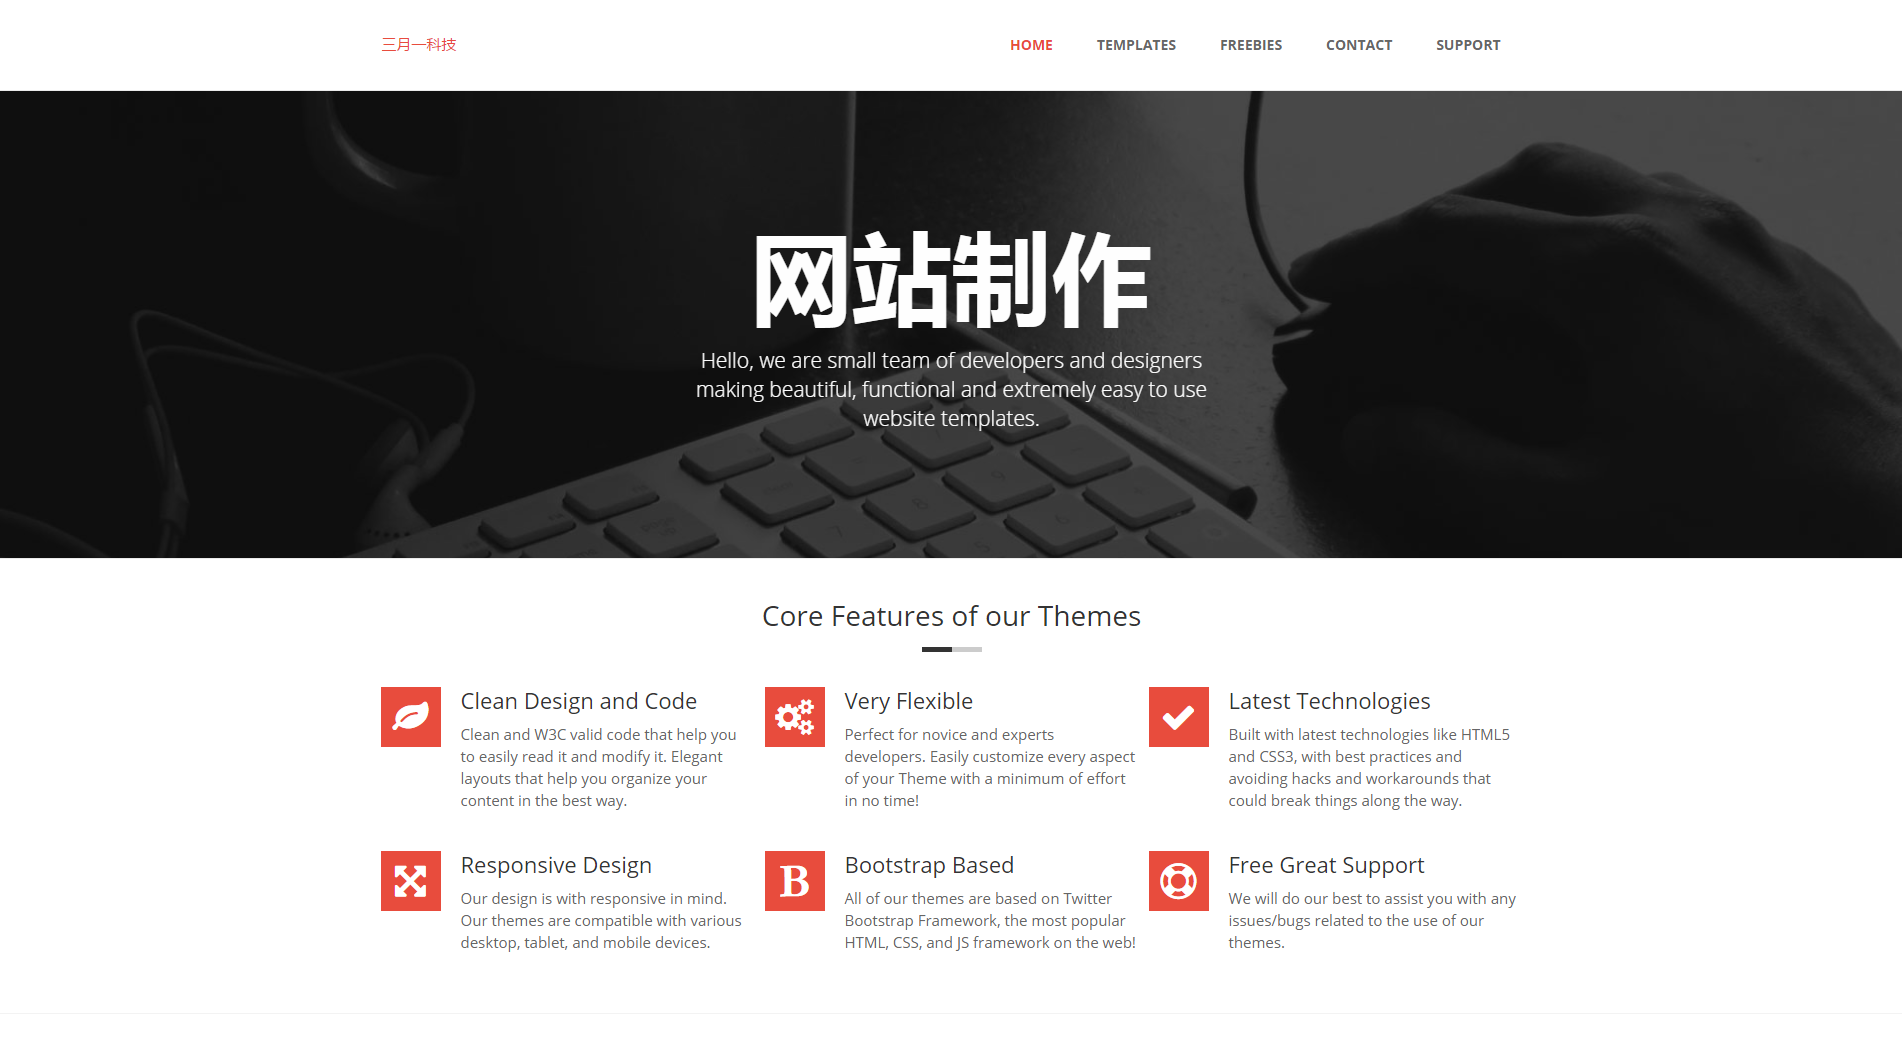 三月一科技
HOME
TEMPLATES
FREEBIES
CONTACT
SUPPORT
网站制作
Hello, we are small team of developers and designers
making beautiful, functional and extremely easy to use
website templates.
Core Features of our Themes
Clean Design and Code
Clean and W3C valid code that help you
to easily read it and modify it. Elegant
layouts that help you organize your
content in the best way.
Very Flexible
Perfect for novice and experts
developers. Easily customize every aspect
of your Theme with a minimum of effort
in no time!
Latest Technologies
Built with latest technologies like HTML5
and CSS3, with best practices and
avoiding hacks and workarounds that
could break things along the way.
Responsive Design
Our design is with responsive in mind.
Our themes are compatible with various
desktop, tablet, and mobile devices.
B
Bootstrap Based
All of our themes are based on Twitter
Bootstrap Framework, the most popular
HTML, CSS, and JS framework on the web!
Free Great Support
We will do our best to assist you with any
issues/bugs related to the use of our
themes.